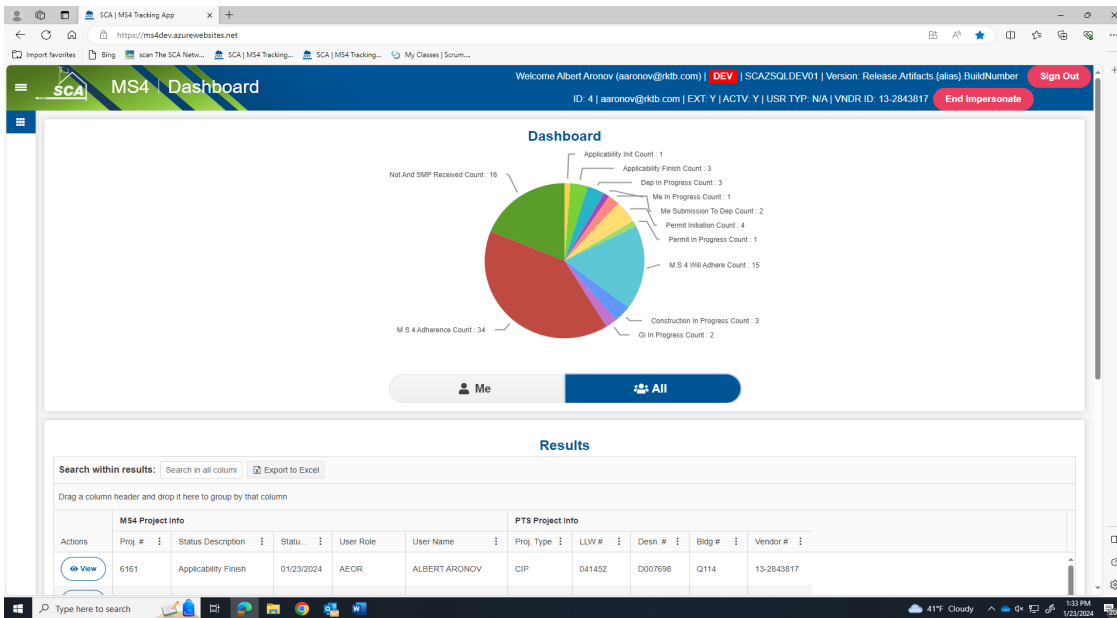 SCA | MS4 Tracking App
https://ms4dev.azurewebsites.net
Import favorites Bing scan The SCA Netw... SCA | MS4 Tracking... SCA | MS4 Tracking... My Classes | Scrum....
SCA MS4 | Dashboard
Welcome Albert Aronov (aaronov@rktb.com) | DEV | SCAZSQLDEV01 | Version: Release.Artifacts.{alias}.BuildNumber Sign Out
ID: 4 | aaronov@rktb.com | EXT: Y | ACTV: Y | USR TYP: N/A | VNDR ID: 13-2843817 End Impersonate
Dashboard
Applicability Init Count : 1
Applicability Finish Count : 3
Not And SMP Received Count : 16
Dep In Progress Count : 3
Me In Progress Count : 1
Me Submission To Dep Count : 2
Permit Initiation Count : 4
Permit In Progress Count : 1
M S 4 Will Adhere Count : 15
Construction In Progress Count : 3
M S 4 Adherence Count : 34
Gi In Progress Count : 2
Me All
Results
Search within results: Search in all colum Export to Excel
Drag a column header and drop it here to group by that column
MS4 Project Info PTS Project Info
Actions Proj. # Status Description Statu... User Role User Name Proj. Type LLW # Desn. # Bldg # Vendor #
View 6161 Applicability Finish 01/23/2024 AEOR ALBERT ARONOV CIP 041452 D007698 Q114 13-2843817
Type here to search 41°F Cloudy 1:33 PM
1/23/2024